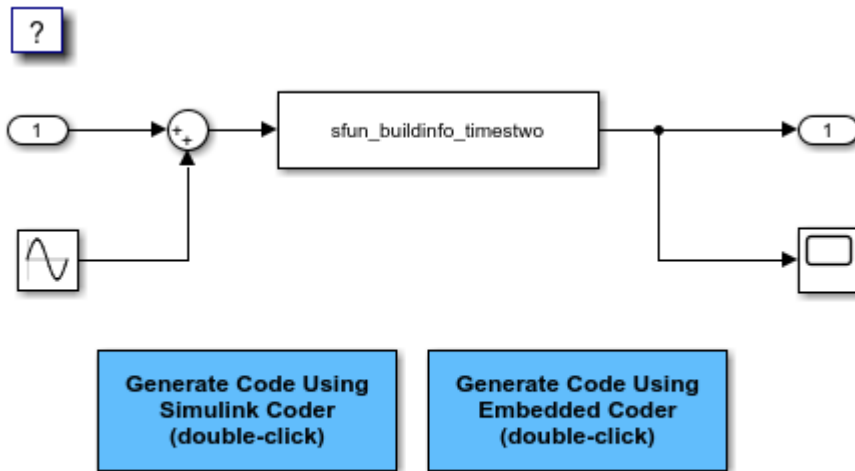 ?
1
+
+
sfun_buildinfo_timestwo
1
Generate Code Using
Simulink Coder
(double-click)
Generate Code Using
Embedded Coder
(double-click)